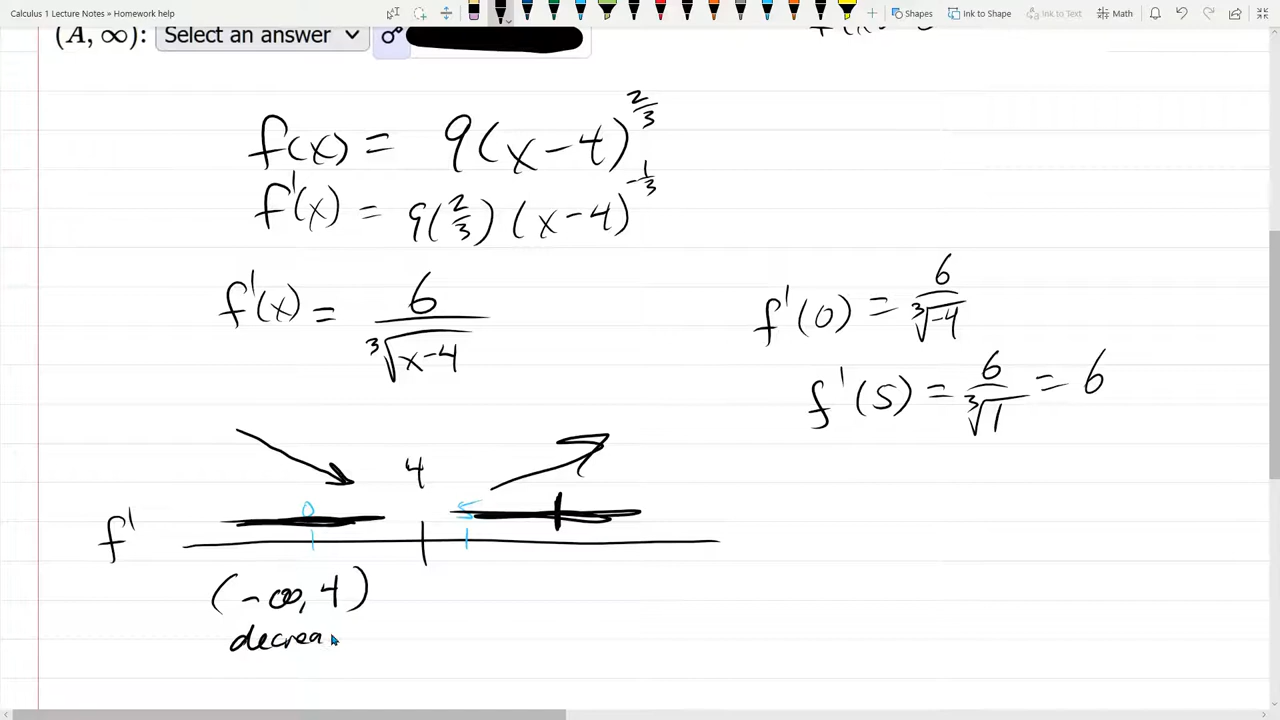 Calculus 1 Lecture Notes » Homework help
Shapes Ink to Shape Ink to Text Math
(A, ∞): Select an answer
f(x) = 9(x-4)^{2/3}
f'(x) = 9(2/3)(x-4)^{-1/3}
f'(x) = 6/∛(x-4)
f'(0) = 6/∛(-4)
f'(5) = 6/∛1 = 6
4
0 5
f' +
(-∞, 4)
decrea